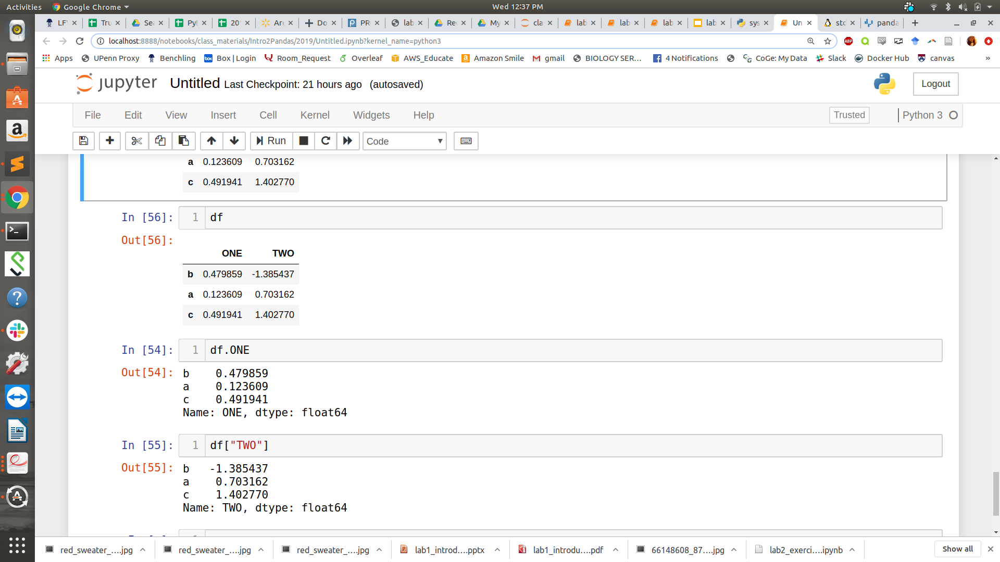 Activities Google Chrome Wed 12:37 PM
LF Tru Sea Pyt 20 Are Do PR lab Re My cla lab lab lab lab sys Un std panda
localhost:8888/notebooks/class_materials/Intro2Pandas/2019/Untitled.ipynb?kernel_name=python3
Apps UPenn Proxy Benchling Box | Login Room_Request Overleaf AWS_Educate Amazon Smile gmail BIOLOGY SER... 4 Notifications CoGe: My Data Slack Docker Hub canvas »
jupyter Untitled Last Checkpoint: 21 hours ago (autosaved) Logout
File Edit View Insert Cell Kernel Widgets Help Trusted Python 3
Run Code
a 0.123609 0.703162
c 0.491941 1.402770
In [56]: 1 df
Out[56]:
ONE TWO
b 0.479859 -1.385437
a 0.123609 0.703162
c 0.491941 1.402770
In [54]: 1 df.ONE
Out[54]: b 0.479859
a 0.123609
c 0.491941
Name: ONE, dtype: float64
In [55]: 1 df["TWO"]
Out[55]: b -1.385437
a 0.703162
c 1.402770
Name: TWO, dtype: float64
red_sweater_....jpg red_sweater_....jpg red_sweater_....jpg lab1_introd....pptx lab1_introdu....pdf 66148608_87....jpg lab2_exerci....ipynb Show all